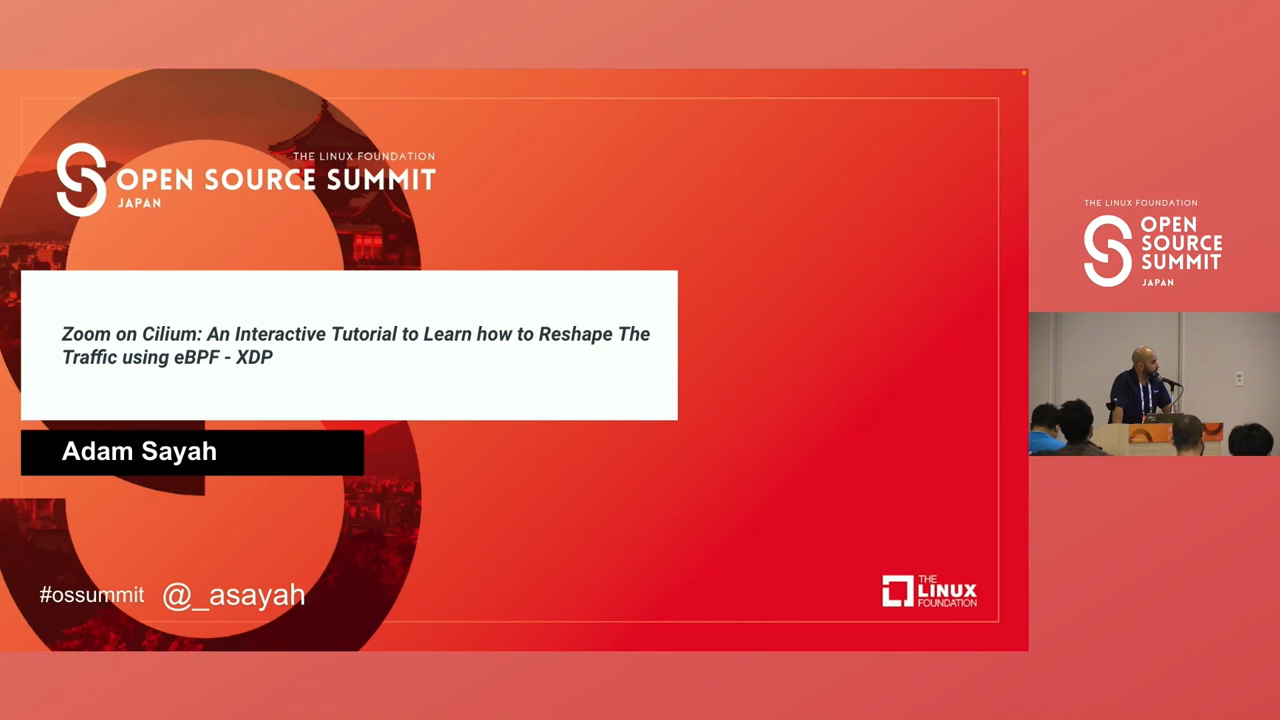 THE LINUX FOUNDATION
OPEN SOURCE SUMMIT
JAPAN
Zoom on Cilium: An Interactive Tutorial to Learn how to Reshape The
Traffic using eBPF - XDP
Adam Sayah
#ossummit @_asayah
THE
LINUX
FOUNDATION
THE LINUX FOUNDATION
OPEN
SOURCE
SUMMIT
JAPAN